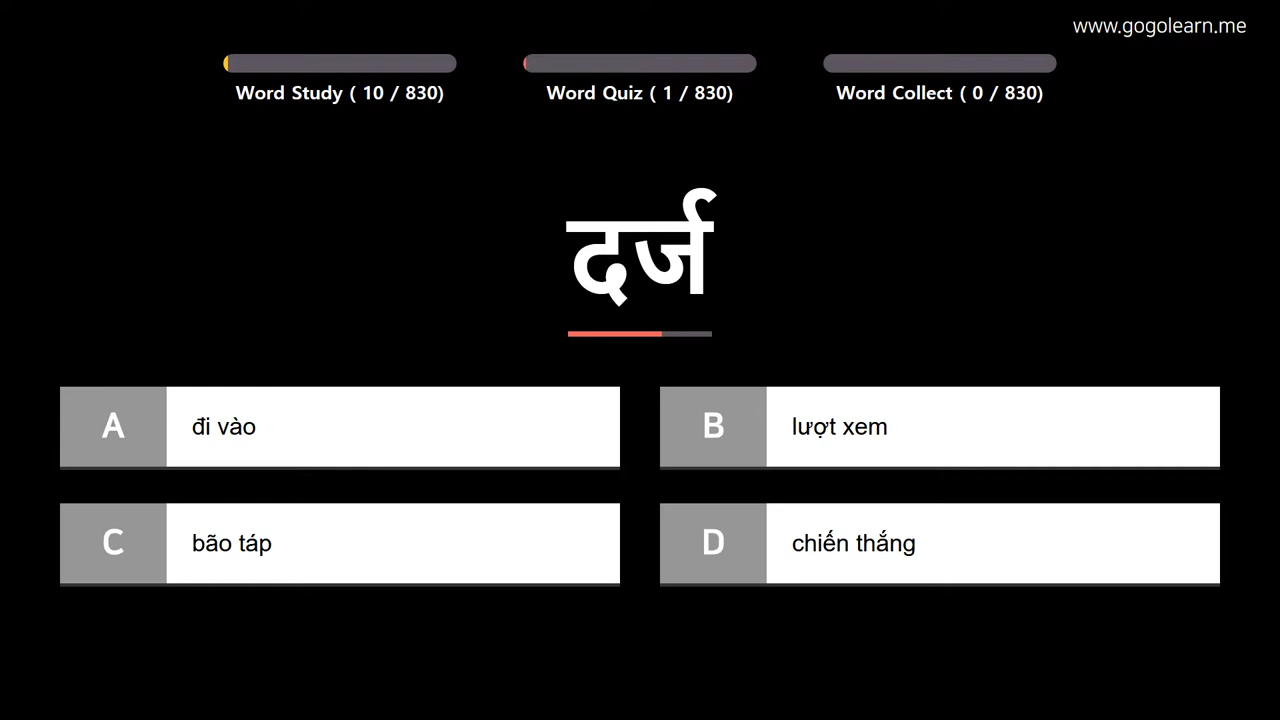 www.gogolearn.me
Word Study ( 10 / 830)
Word Quiz ( 1 / 830)
Word Collect ( 0 / 830)
दर्ज
A đi vào
B lượt xem
C bão táp
D chiến thắng